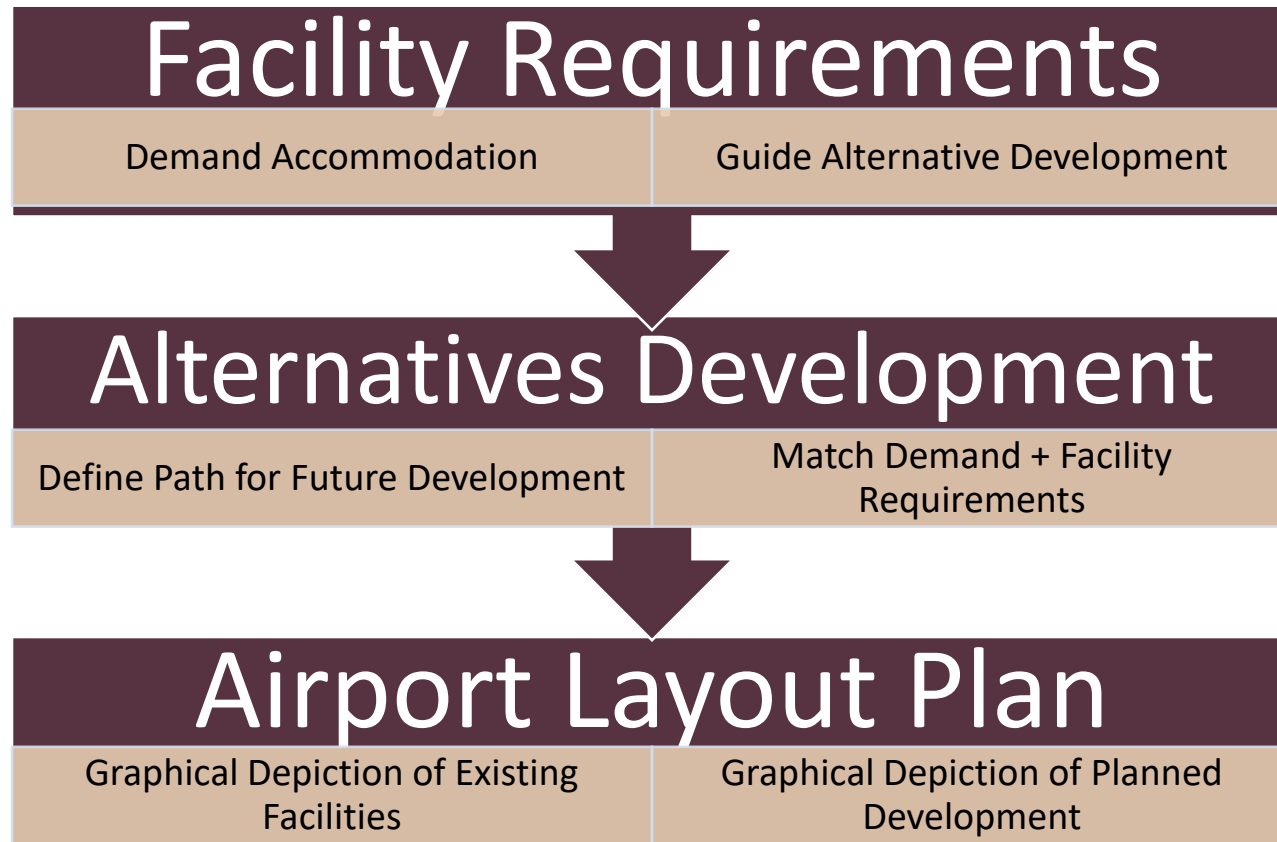 Facility Requirements
Demand Accommodation
Guide Alternative Development
Alternatives Development
Define Path for Future Development
Match Demand + Facility
Requirements
Airport Layout Plan
Graphical Depiction of Existing
Facilities
Graphical Depiction of Planned
Development